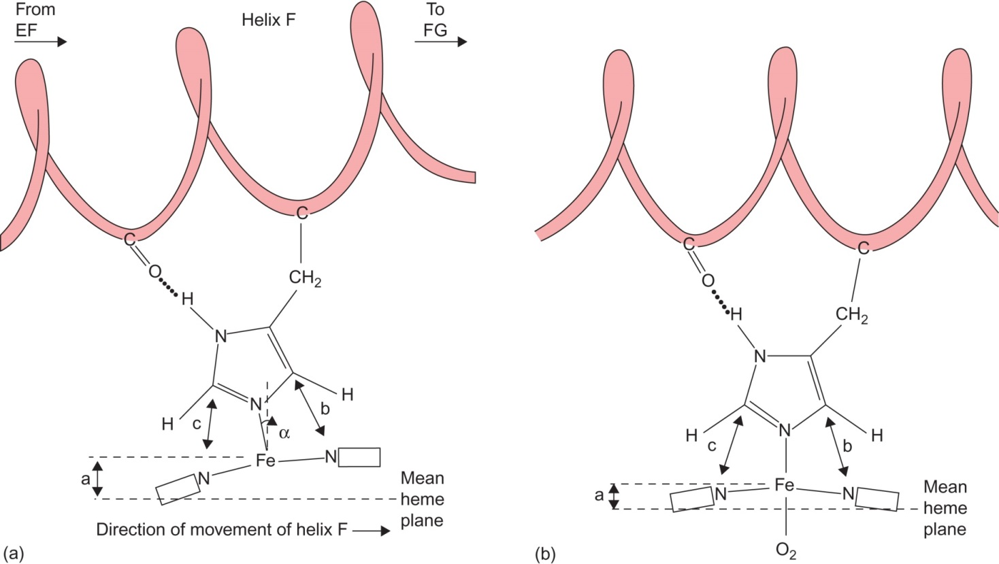 From
EF
Helix F
To
FG
C
O
H
N
C
CH₂
H
N
H
c
b
α
Fe
N
N
a
Mean
heme
plane
Direction of movement of helix F
(a)
C
O
H
N
C
CH₂
H
N
H
c
b
Fe
N
N
a
Mean
heme
plane
O₂
(b)